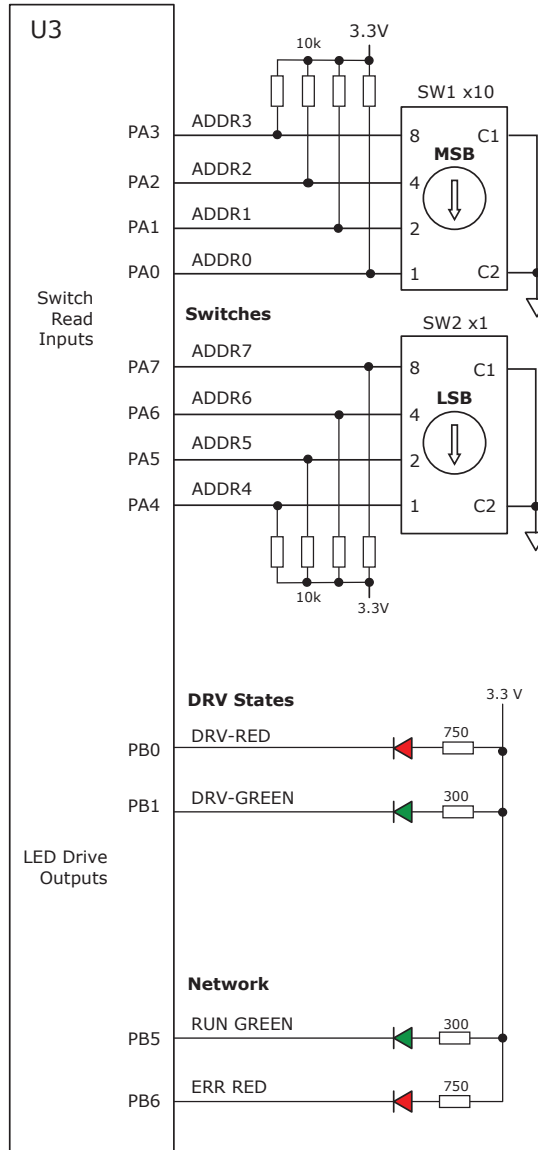 U3
3.3V
10k
SW1 x10
PA3 ADDR3 8 C1
MSB
PA2 ADDR2 4
PA1 ADDR1 2
PA0 ADDR0 1 C2
Switch
Read
Inputs
Switches
SW2 x1
PA7 ADDR7 8 C1
PA6 ADDR6 4 LSB
PA5 ADDR5 2
PA4 ADDR4 1 C2
10k
3.3V
DRV States
3.3 V
PB0 DRV-RED 750
PB1 DRV-GREEN 300
LED Drive
Outputs
Network
PB5 RUN GREEN 300
PB6 ERR RED 750